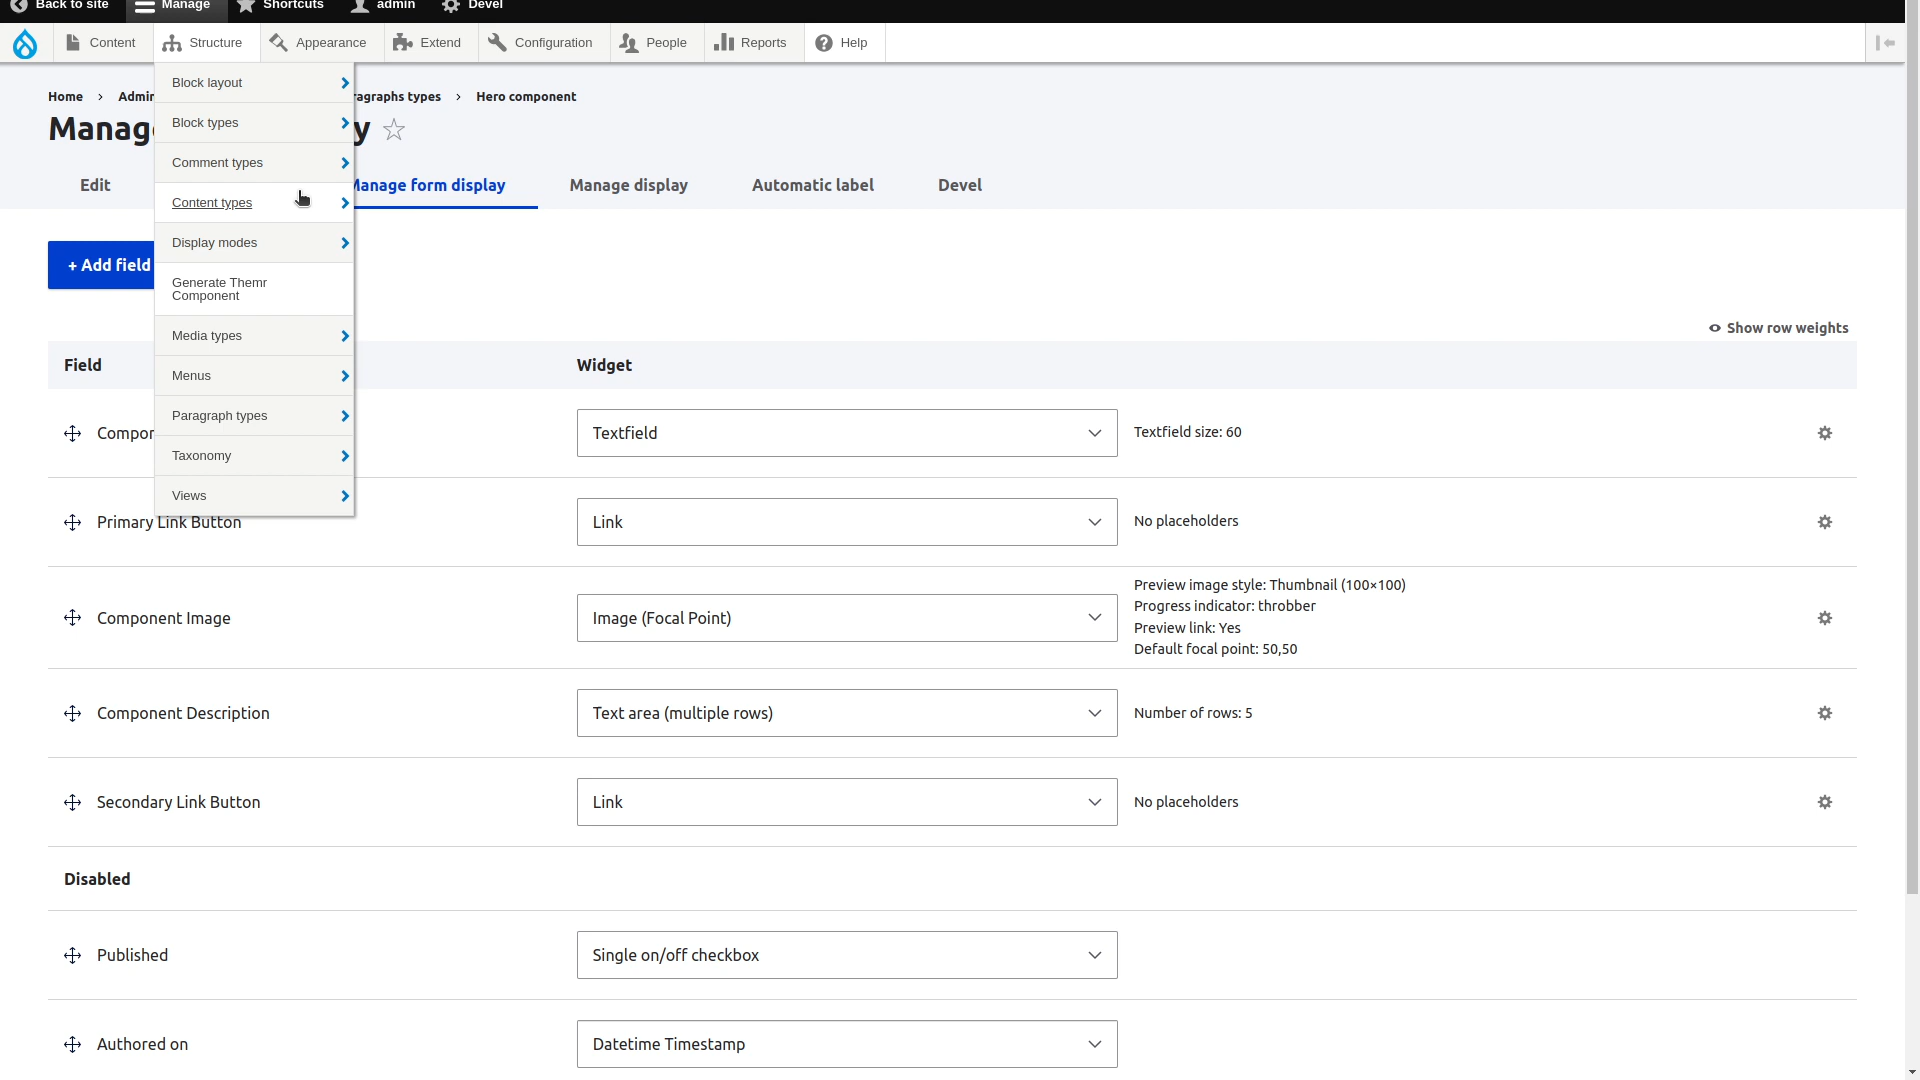 Back to site
Manage
Shortcuts
admin
Devel
Content
Structure
Appearance
Extend
Configuration
People
Reports
Help
Block layout
Block types
Comment types
Content types
Display modes
Generate Themr
Component
Media types
Menus
Paragraph types
Taxonomy
Views
Home
Hero component
Edit
Manage form display
Manage display
Automatic label
Devel
+ Add field
Show row weights
Field
Widget
Textfield
Textfield size: 60
Primary Link Button
Link
No placeholders
Component Image
Image (Focal Point)
Preview image style: Thumbnail (100×100)
Progress indicator: throbber
Preview link: Yes
Default focal point: 50,50
Component Description
Text area (multiple rows)
Number of rows: 5
Secondary Link Button
Link
No placeholders
Disabled
Published
Single on/off checkbox
Authored on
Datetime Timestamp